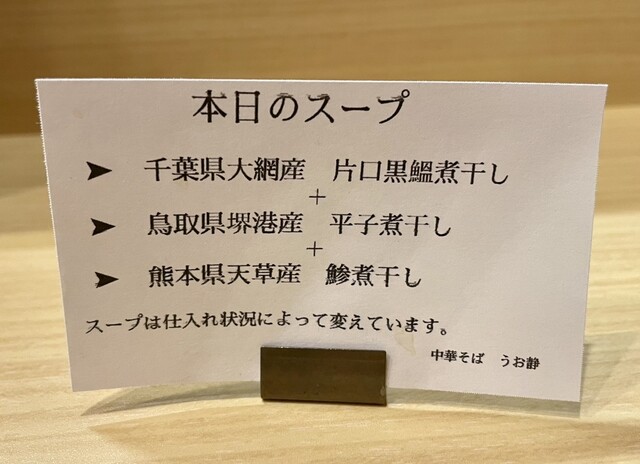 本日のスープ
➤ 千葉県大網産 片口黒鰮煮干し
+
➤ 鳥取県堺港産 平子煮干し
+
➤ 熊本県天草産 鯵煮干し
スープは仕入れ状況によって変えています。
中華そば うお静